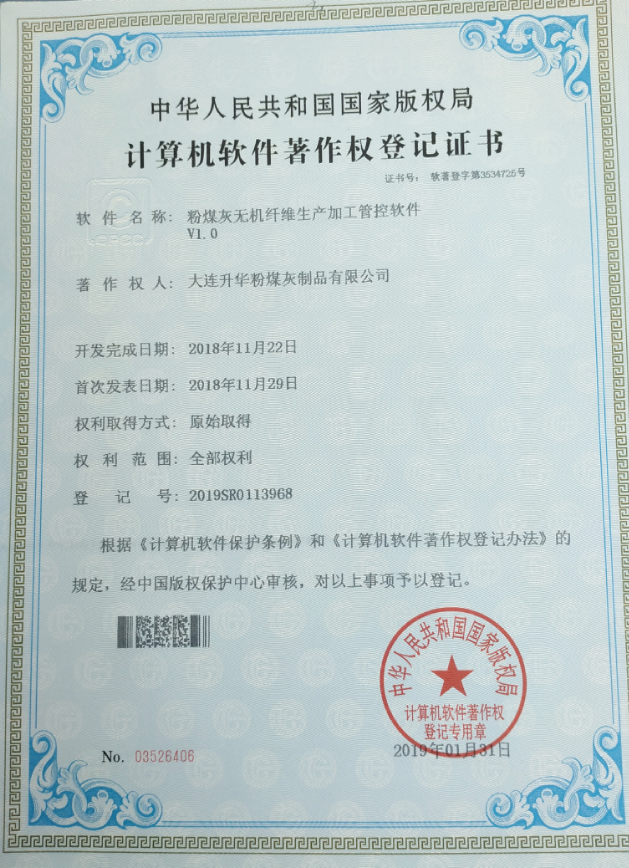 中华人民共和国国家版权局
计算机软件著作权登记证书
证书号： 软著登字第3534725号
软件名称： 粉煤灰无机纤维生产加工管控软件
V1.0
著作权人： 大连升华粉煤灰制品有限公司
开发完成日期： 2018年11月22日
首次发表日期： 2018年11月29日
权利取得方式： 原始取得
权利范围： 全部权利
登记号： 2019SR0113968
根据《计算机软件保护条例》和《计算机软件著作权登记办法》的
规定，经中国版权保护中心审核，对以上事项予以登记。
中华人民共和国国家版权局
计算机软件著作权
登记专用章
2019年01月31日
No. 03526406